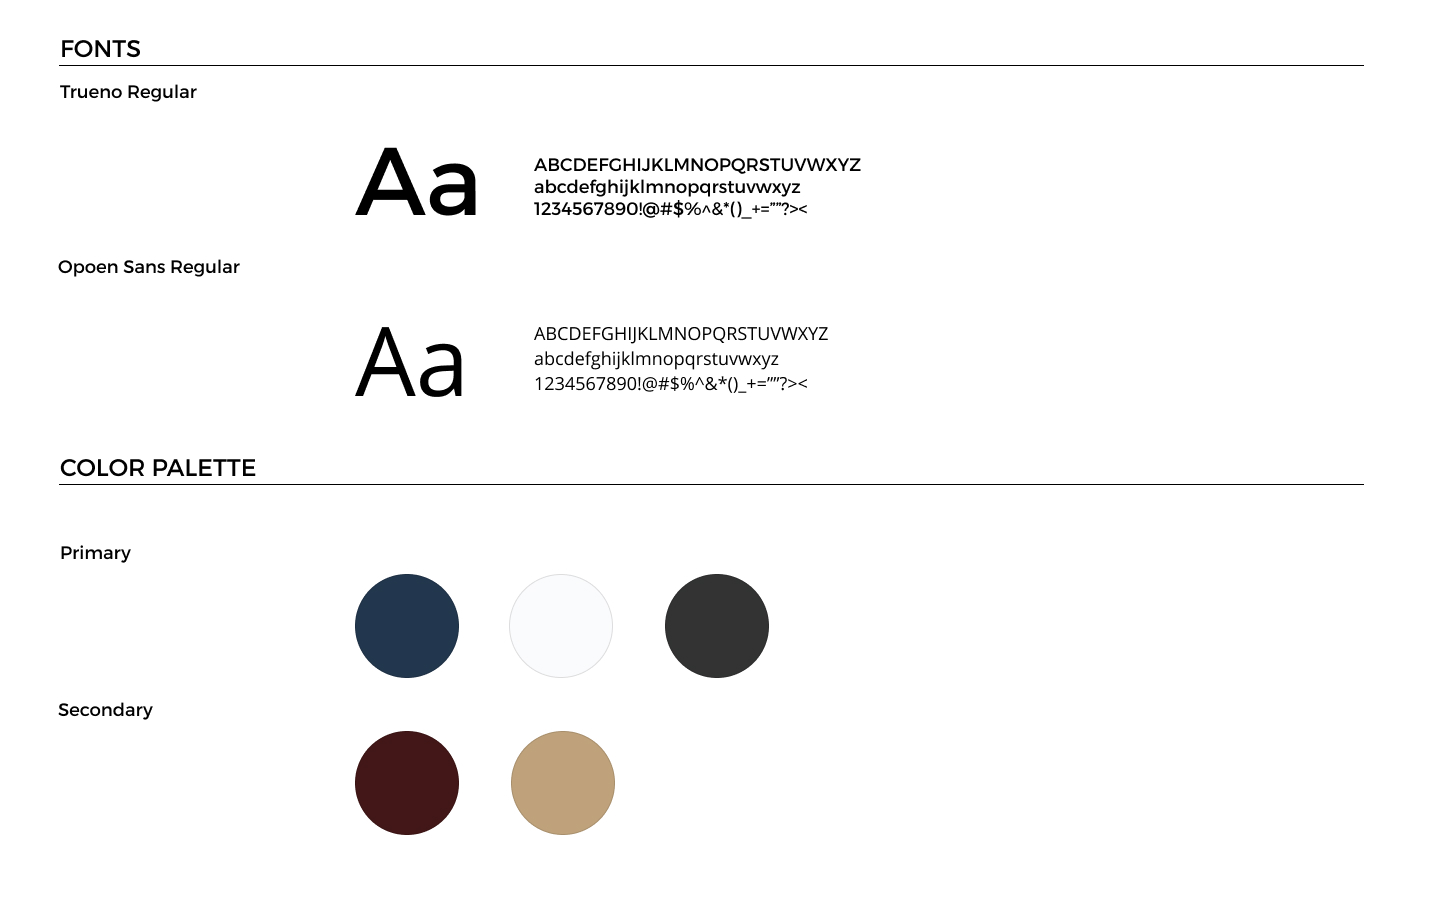 FONTS
Trueno Regular
Aa
ABCDEFGHIJKLMNOPQRSTUVWXYZ
abcdefghijklmnopqrstuvwxyz
1234567890!@#$%^&*()_+=””?><
Opoen Sans Regular
Aa
ABCDEFGHIJKLMNOPQRSTUVWXYZ
abcdefghijklmnopqrstuvwxyz
1234567890!@#$%^&*()_+=””?><
COLOR PALETTE
Primary
Secondary